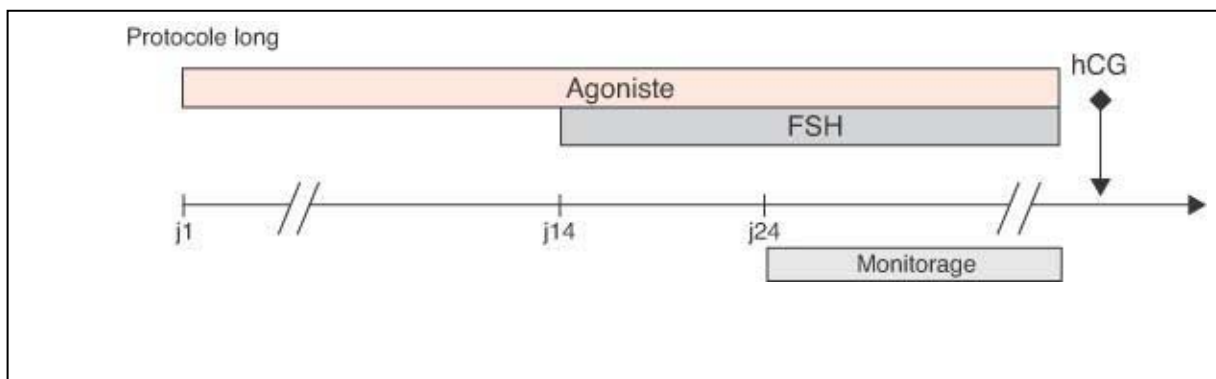 Protocole long
hCG
Agoniste
FSH
j1
j14
j24
Monitorage